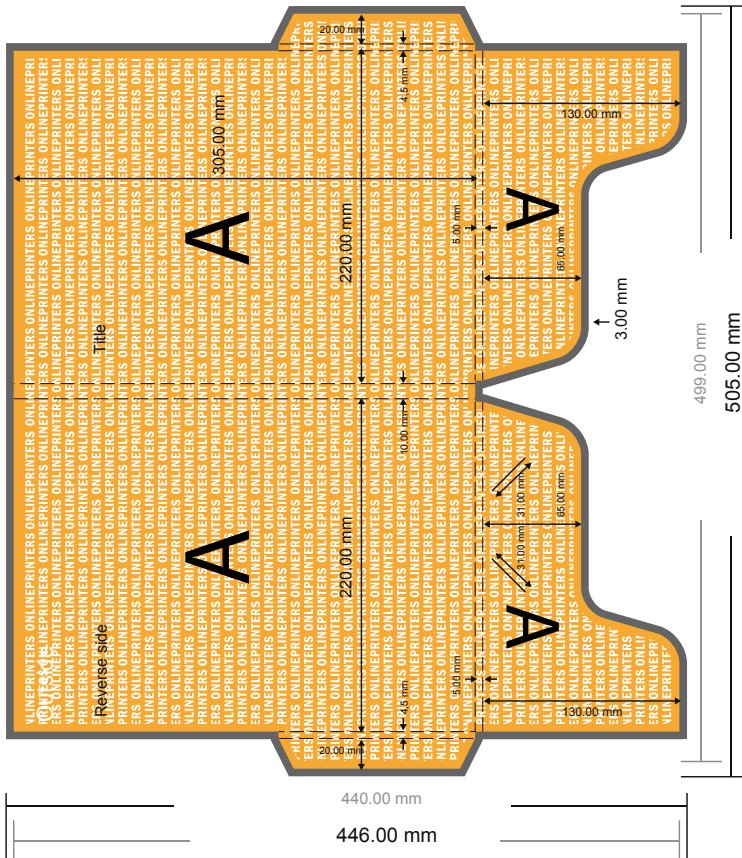 20.00 mm
4,5 mm
130.00 mm
305.00 mm
A
A
5.00 mm
220.00 mm
65.00 mm
Title
3.00 mm
499.00 mm
505.00 mm
10.00 mm
31.00 mm
65.00 mm
A
220.00 mm
31.00 mm
A
Outside
Reverse side
5.00 mm
4,5 mm
130.00 mm
20.00 mm
ONLINEPRINTERS ONLINEPRINTERS ONLINEPRINTERS
440.00 mm
446.00 mm